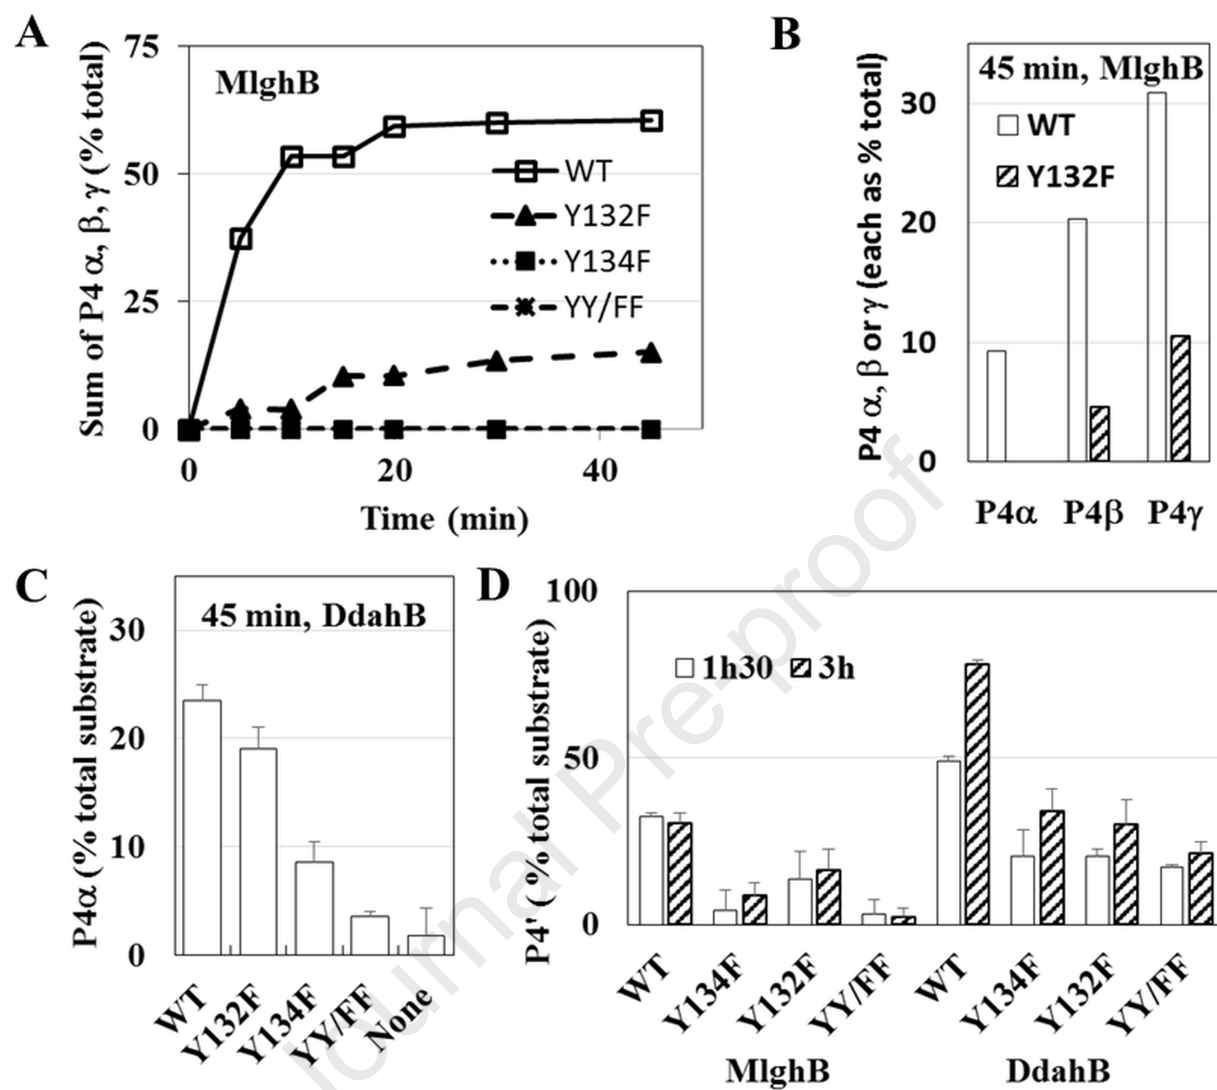 A
Sum of P4 α, β, γ (% total)
75
50
25
0
MlghB
WT
Y132F
Y134F
YY/FF
0 20 40
Time (min)
B
P4 α, β or γ (each as % total)
45 min, MlghB
30
20
10
0
WT
Y132F
P4α P4β P4γ
C
P4α (% total substrate)
45 min, DdahB
30
20
10
0
WT Y132F Y134F YY/FF None
D
P4' ( % total substrate)
100
50
0
1h30 3h
WT Y134F Y132F YY/FF WT Y134F Y132F YY/FF
MlghB DdahB
Journal Pre-proof